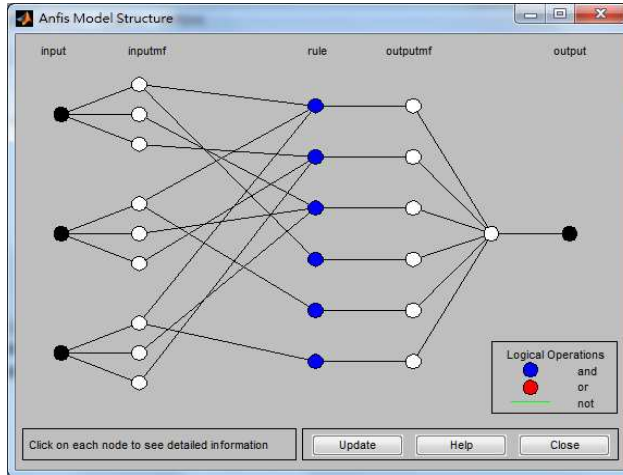 Anfis Model Structure
input inputmf rule outputmf output
Logical Operations
and
or
not
Click on each node to see detailed information
Update Help Close